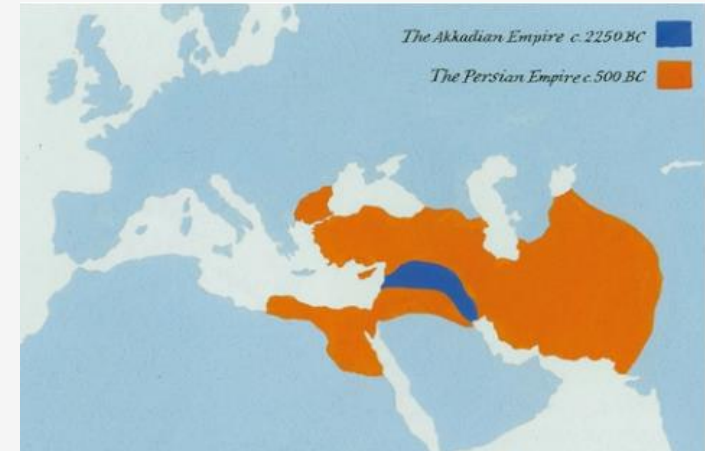 The Akkadian Empire c. 2250 BC
The Persian Empire c. 500 BC